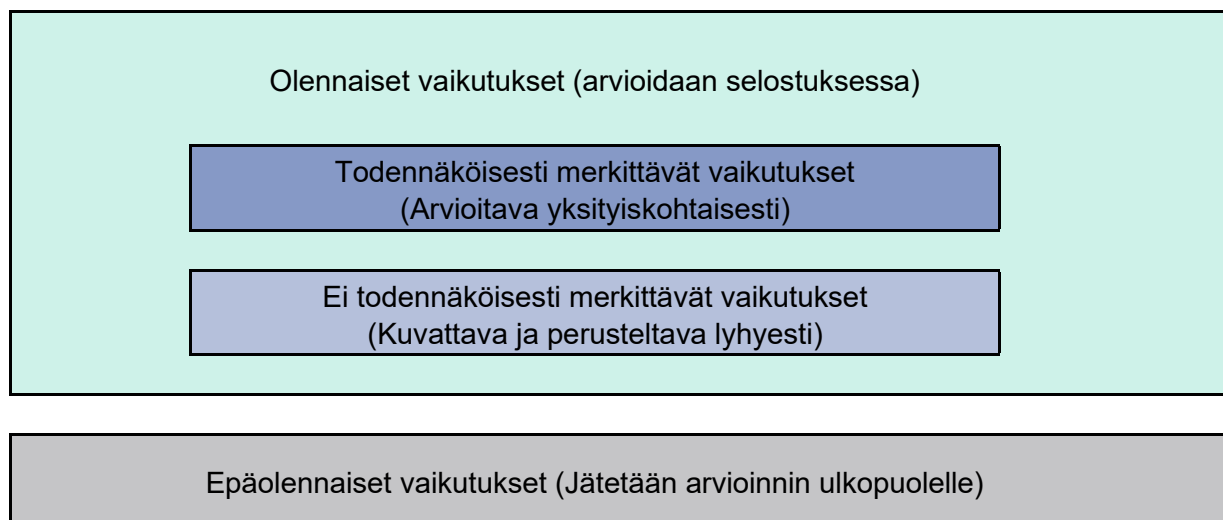 Olennaiset vaikutukset (arvioidaan selostuksessa)
Todennäköisesti merkittävät vaikutukset
(Arvioitava yksityiskohtaisesti)
Ei todennäköisesti merkittävät vaikutukset
(Kuvattava ja perusteltava lyhyesti)
Epäolennaiset vaikutukset (Jätetään arvioinnin ulkopuolelle)